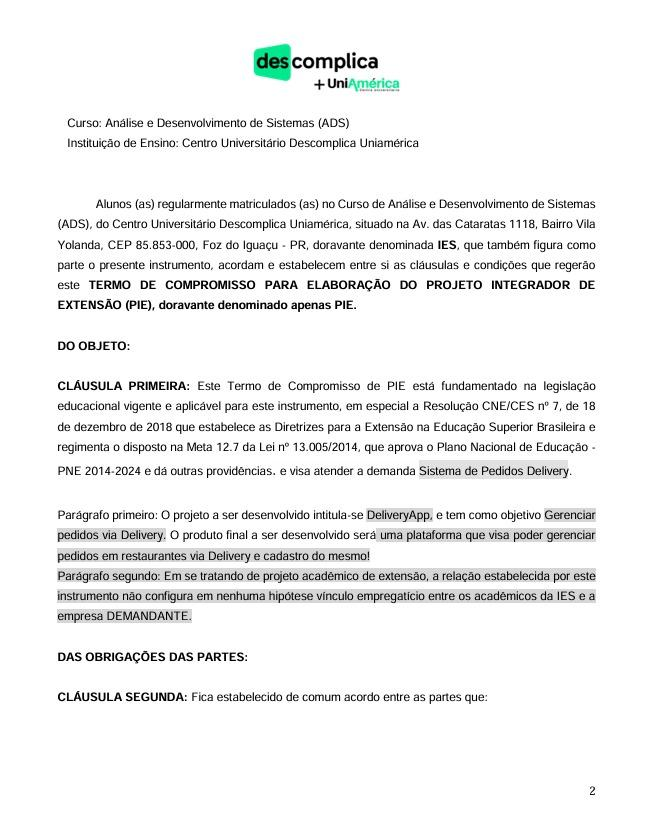 descomplica
+ UniAmérica
Curso: Análise e Desenvolvimento de Sistemas (ADS)
Instituição de Ensino: Centro Universitário Descomplica Uniamérica
Alunos (as) regularmente matriculados (as) no Curso de Análise e Desenvolvimento de Sistemas
(ADS), do Centro Universitário Descomplica Uniamérica, situado na Av. das Cataratas 1118, Bairro Vila
Yolanda, CEP 85.853-000, Foz do Iguaçu - PR, doravante denominada IES, que também figura como
parte o presente instrumento, acordam e estabelecem entre si as cláusulas e condições que regerão
este TERMO DE COMPROMISSO PARA ELABORAÇÃO DO PROJETO INTEGRADOR DE
EXTENSÃO (PIE), doravante denominado apenas PIE.
DO OBJETO:
CLÁUSULA PRIMEIRA: Este Termo de Compromisso de PIE está fundamentado na legislação
educacional vigente e aplicável para este instrumento, em especial a Resolução CNE/CES nº 7, de 18
de dezembro de 2018 que estabelece as Diretrizes para a Extensão na Educação Superior Brasileira e
regimenta o disposto na Meta 12.7 da Lei nº 13.005/2014, que aprova o Plano Nacional de Educação -
PNE 2014-2024 e dá outras providências. e visa atender a demanda Sistema de Pedidos Delivery.
Parágrafo primeiro: O projeto a ser desenvolvido intitula-se DeliveryApp, e tem como objetivo Gerenciar
pedidos via Delivery. O produto final a ser desenvolvido será uma plataforma que visa poder gerenciar
pedidos em restaurantes via Delivery e cadastro do mesmo!
Parágrafo segundo: Em se tratando de projeto acadêmico de extensão, a relação estabelecida por este
instrumento não configura em nenhuma hipótese vínculo empregatício entre os acadêmicos da IES e a
empresa DEMANDANTE.
DAS OBRIGAÇÕES DAS PARTES:
CLÁUSULA SEGUNDA: Fica estabelecido de comum acordo entre as partes que:
2